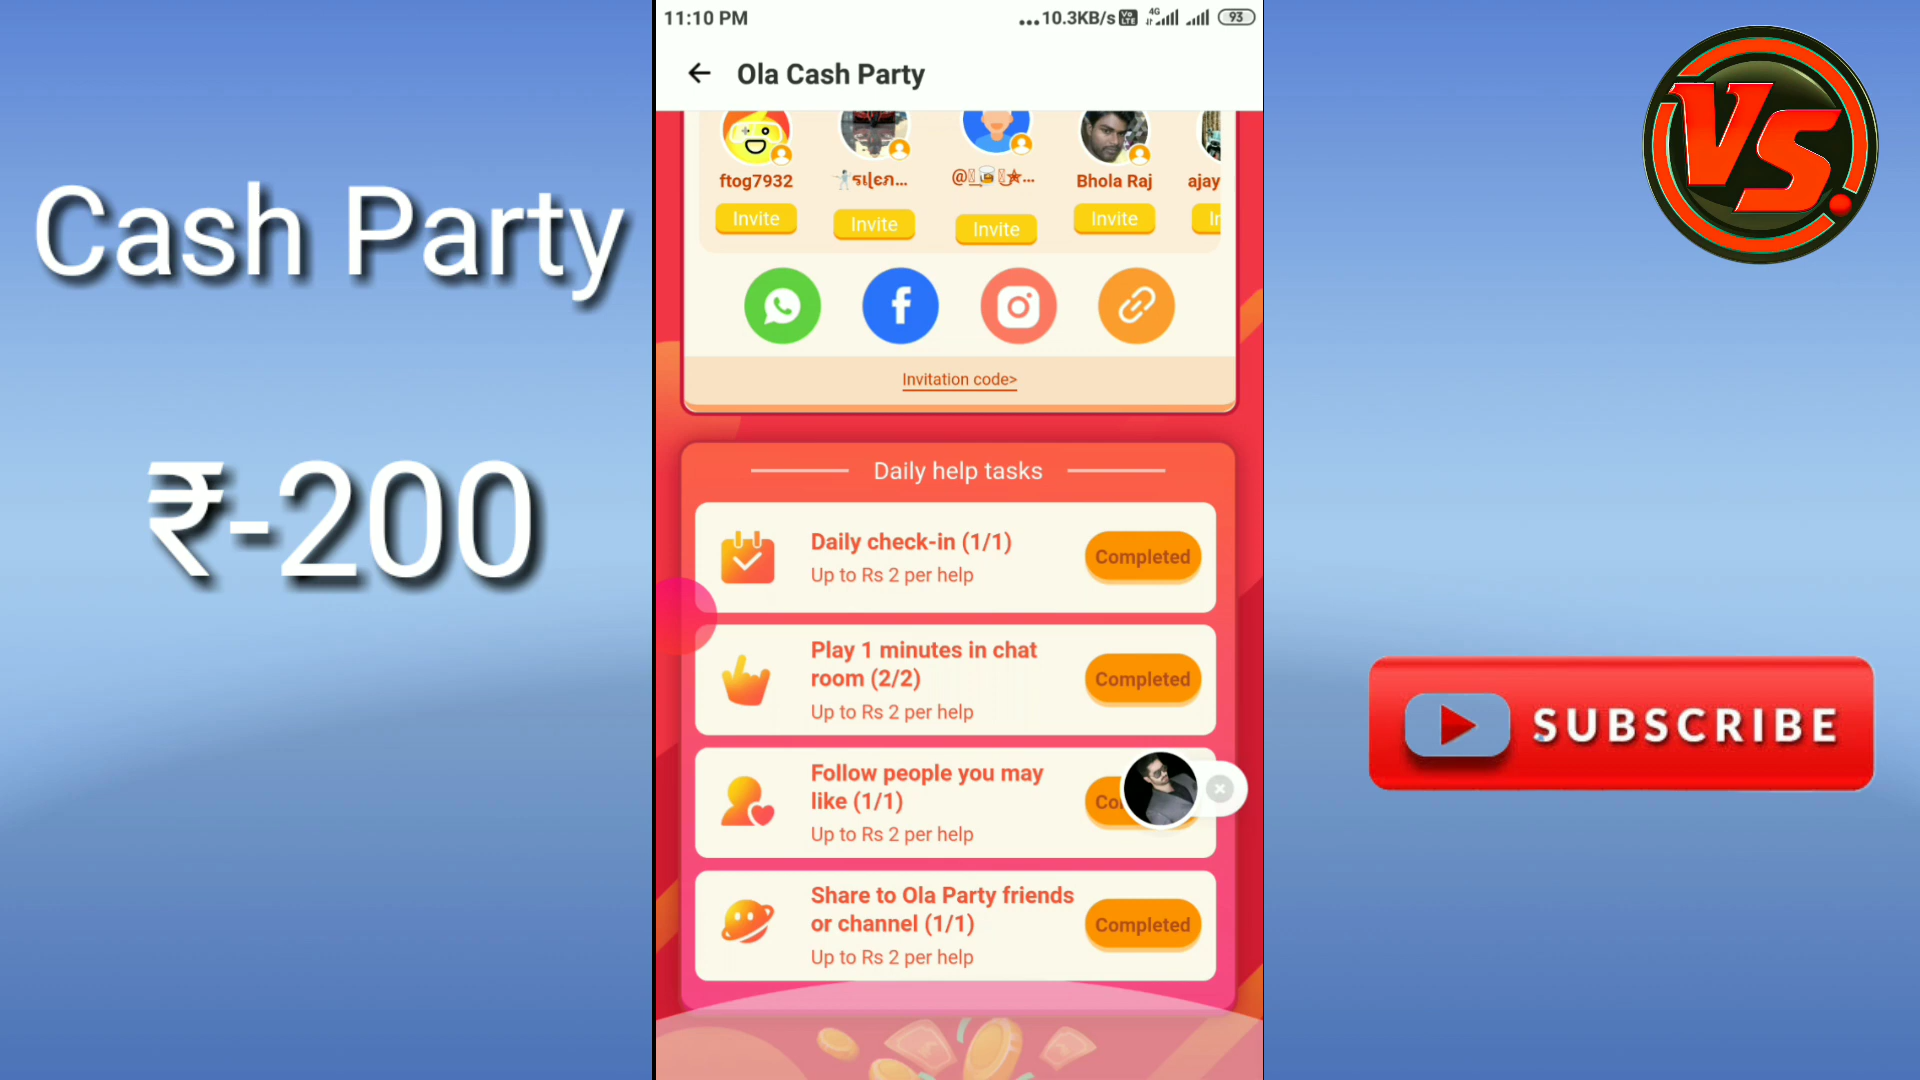 Cash Party
₹-200
11:10 PM
...10.3KB/s Vo LTE 4G 93
Ola Cash Party
ftog7932
Bhola Raj
ajay
Invite
Invite
Invite
Invite
Invitation code>
Daily help tasks
Daily check-in (1/1)
Up to Rs 2 per help
Completed
Play 1 minutes in chat
room (2/2)
Up to Rs 2 per help
Completed
Follow people you may
like (1/1)
Up to Rs 2 per help
Co
Share to Ola Party friends
or channel (1/1)
Up to Rs 2 per help
Completed
VS.
SUBSCRIBE